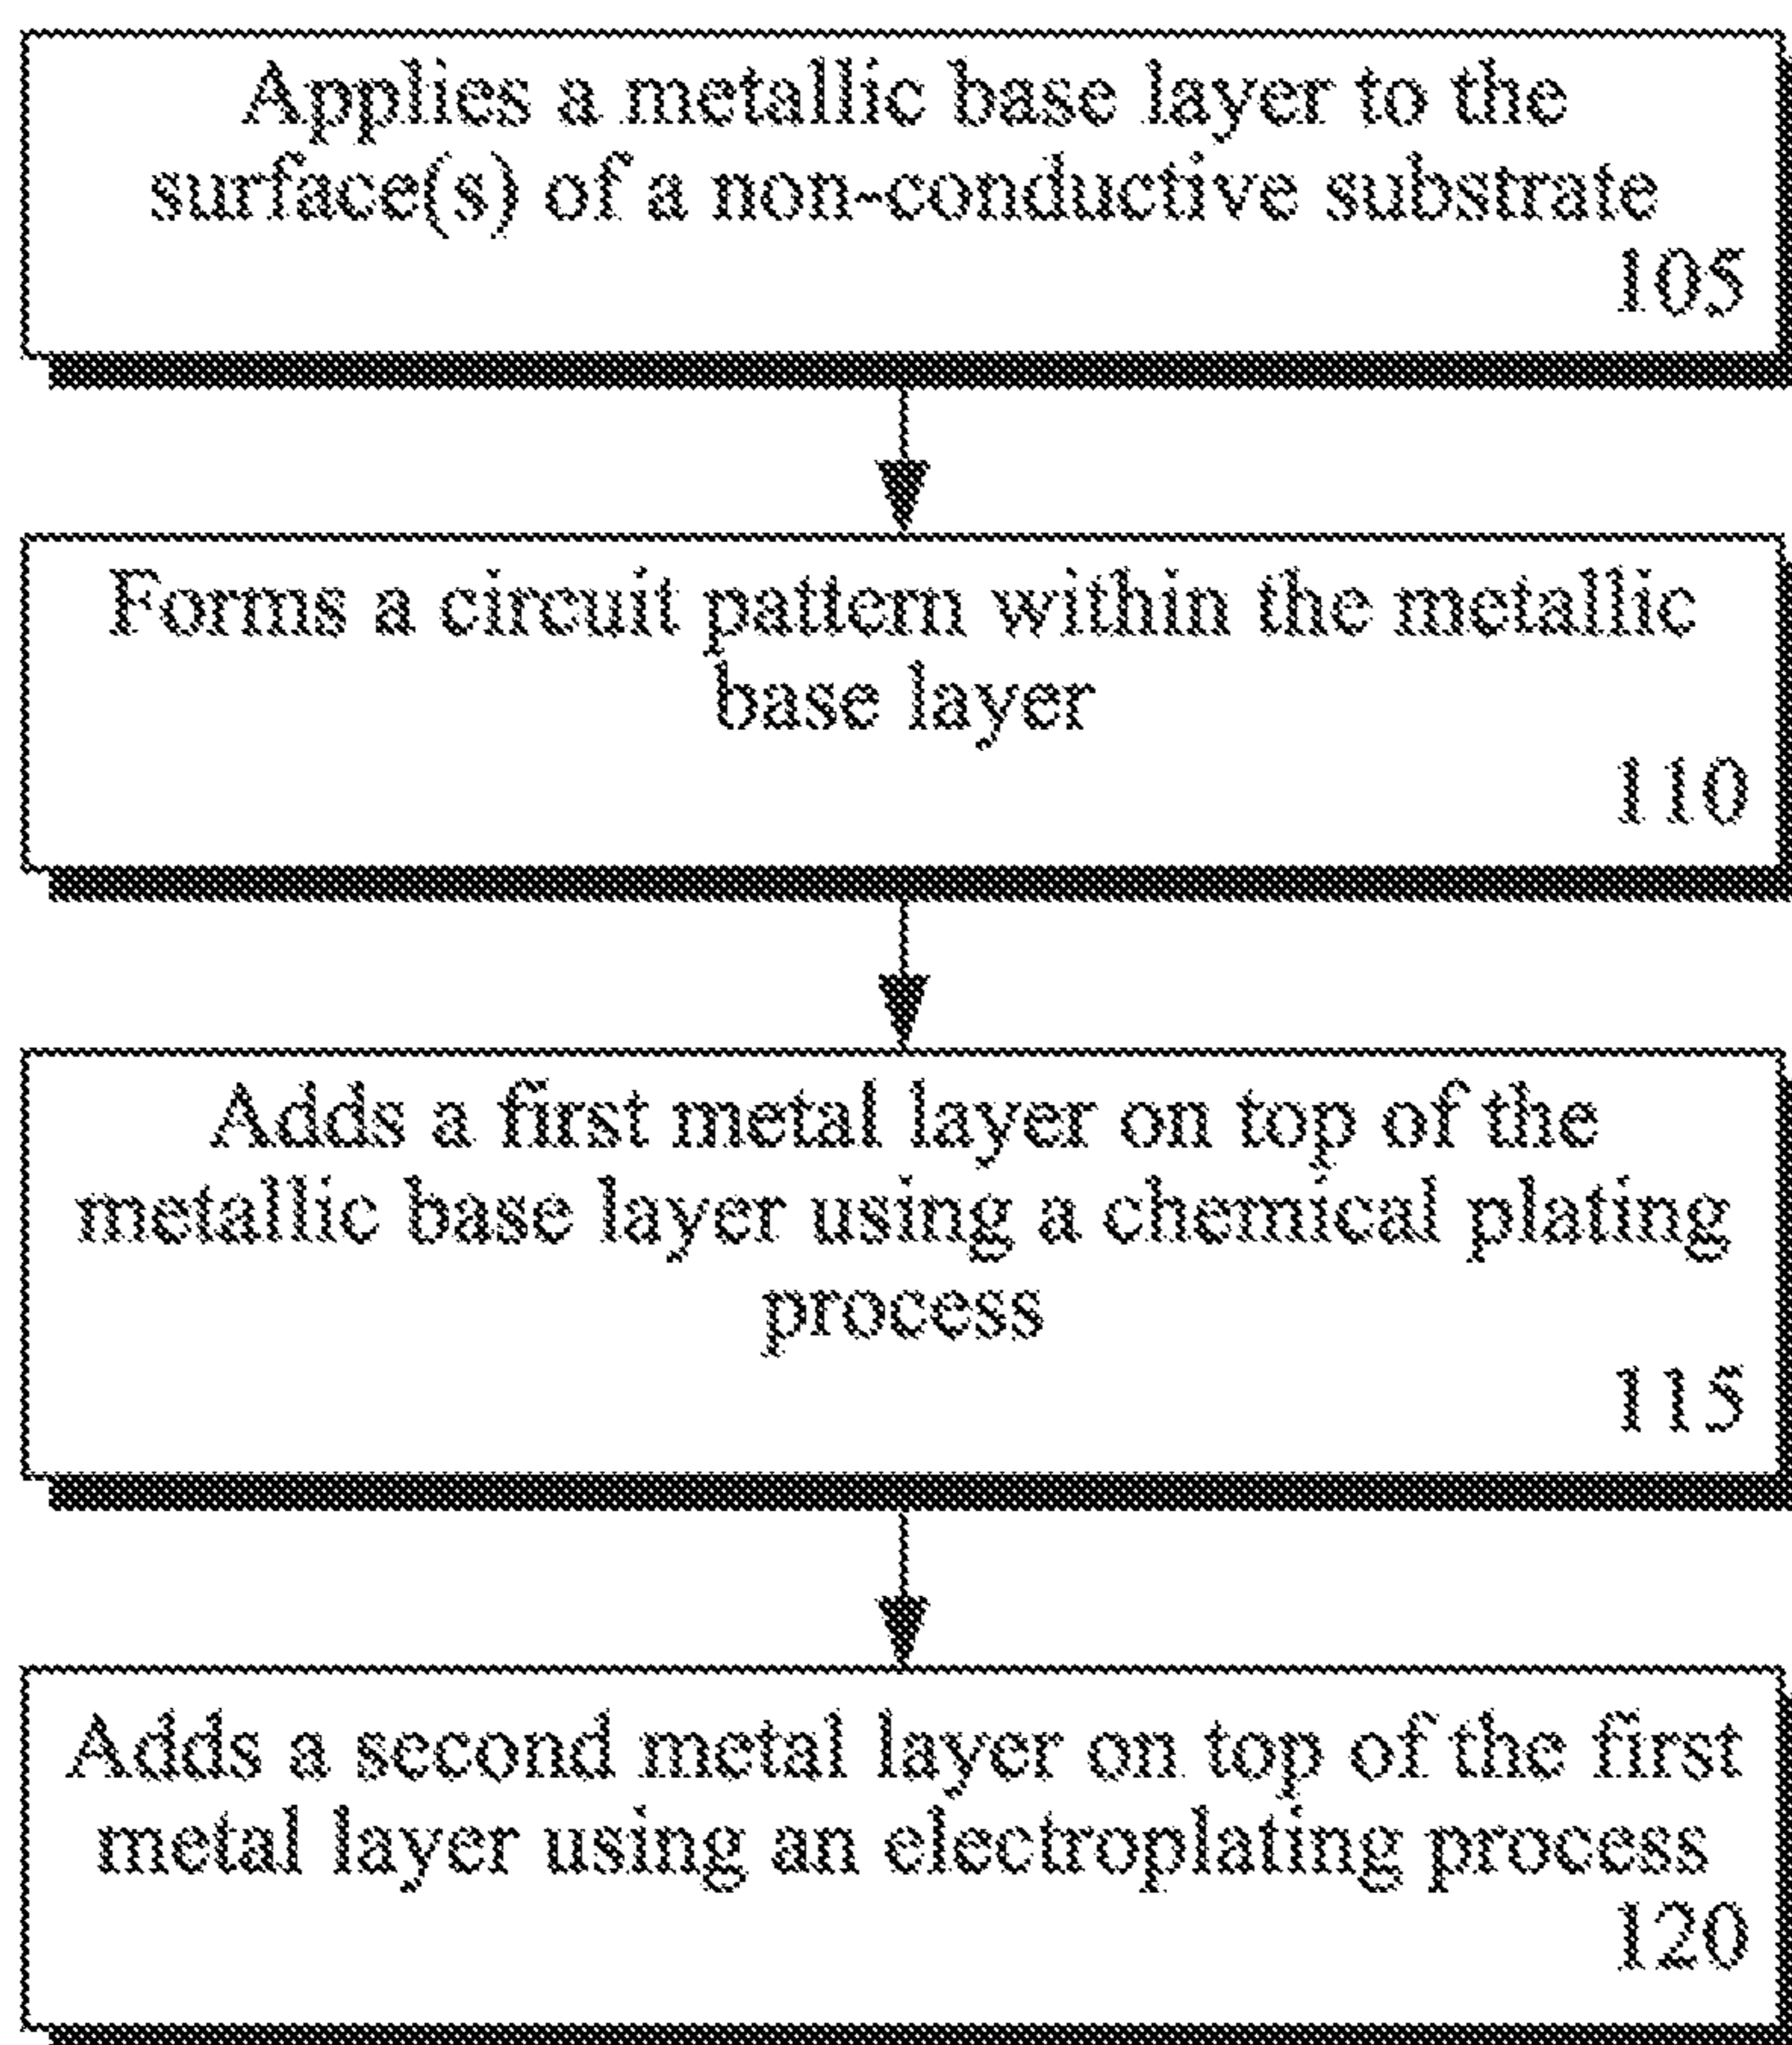 Applies a metallic base layer to the
surface(s) of a non-conductive substrate
105
Forms a circuit pattern within the metallic
base layer
110
Adds a first metal layer on top of the
metallic base layer using a chemical plating
process
115
Adds a second metal layer on top of the first
metal layer using an electroplating process
120